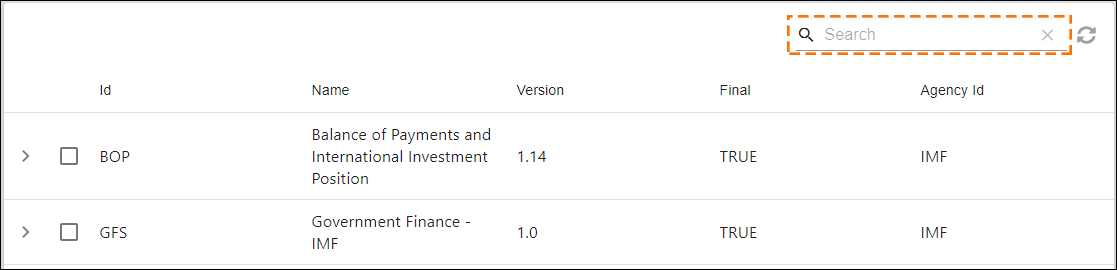 Search
Id Name Version Final Agency Id
BOP Balance of Payments and International Investment Position 1.14 TRUE IMF
GFS Government Finance - IMF 1.0 TRUE IMF